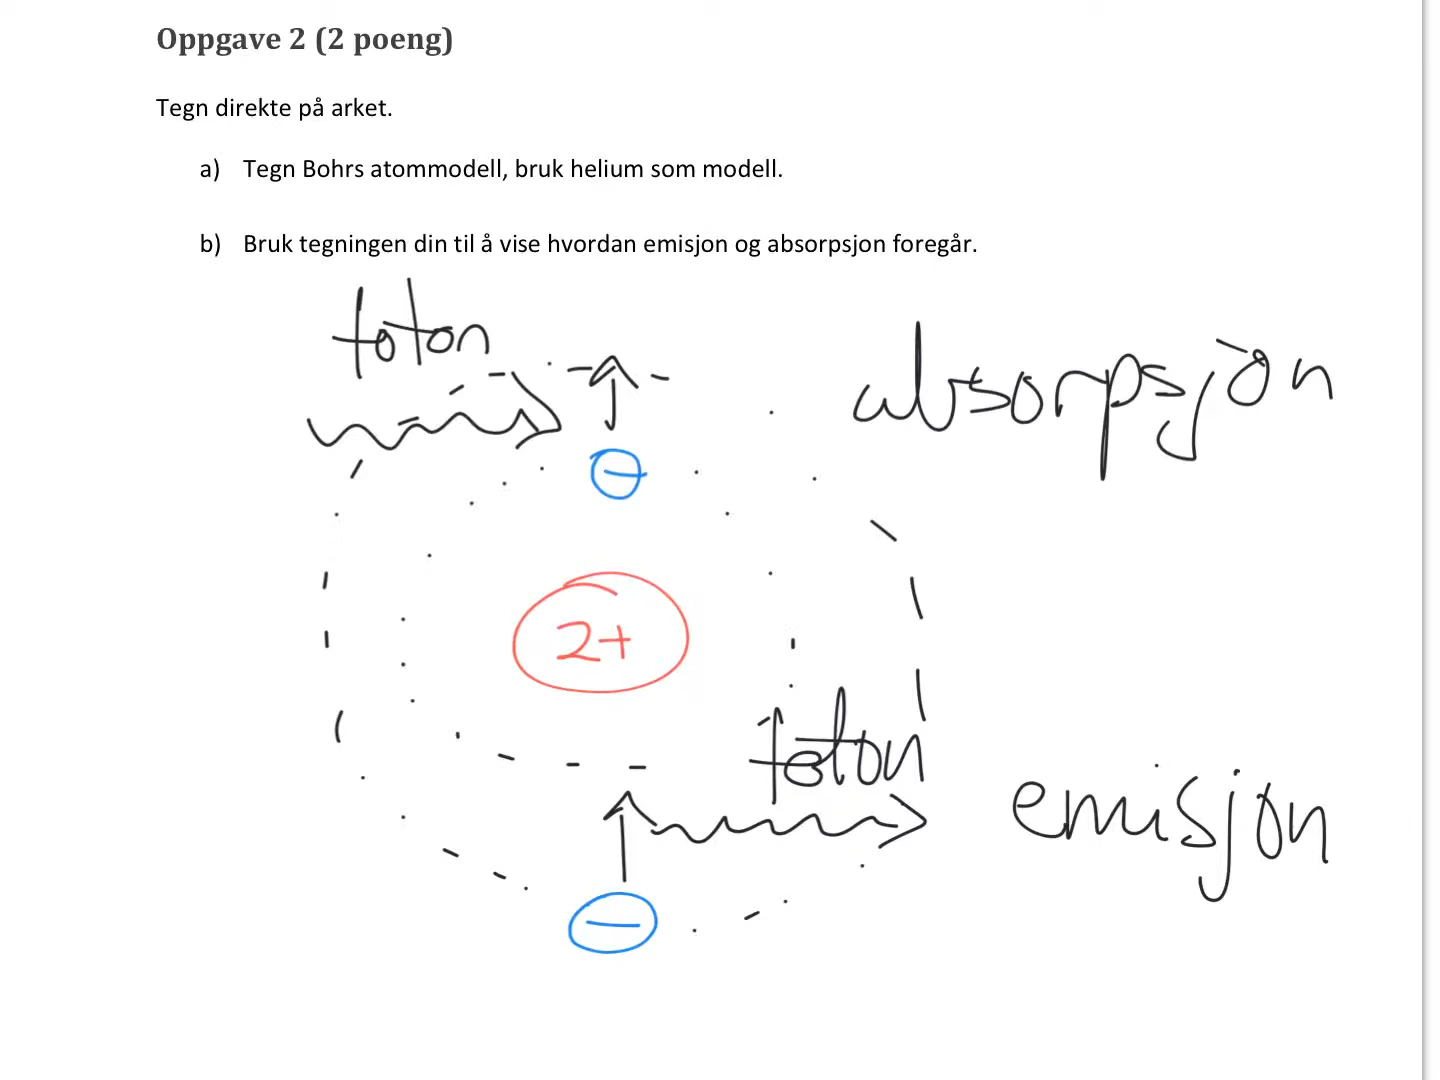 Oppgave 2 (2 poeng)
Tegn direkte på arket.
a) Tegn Bohrs atommodell, bruk helium som modell.
b) Bruk tegningen din til å vise hvordan emisjon og absorpsjon foregår.
foton
absorpsjon
−
2+
foton
emisjon
−